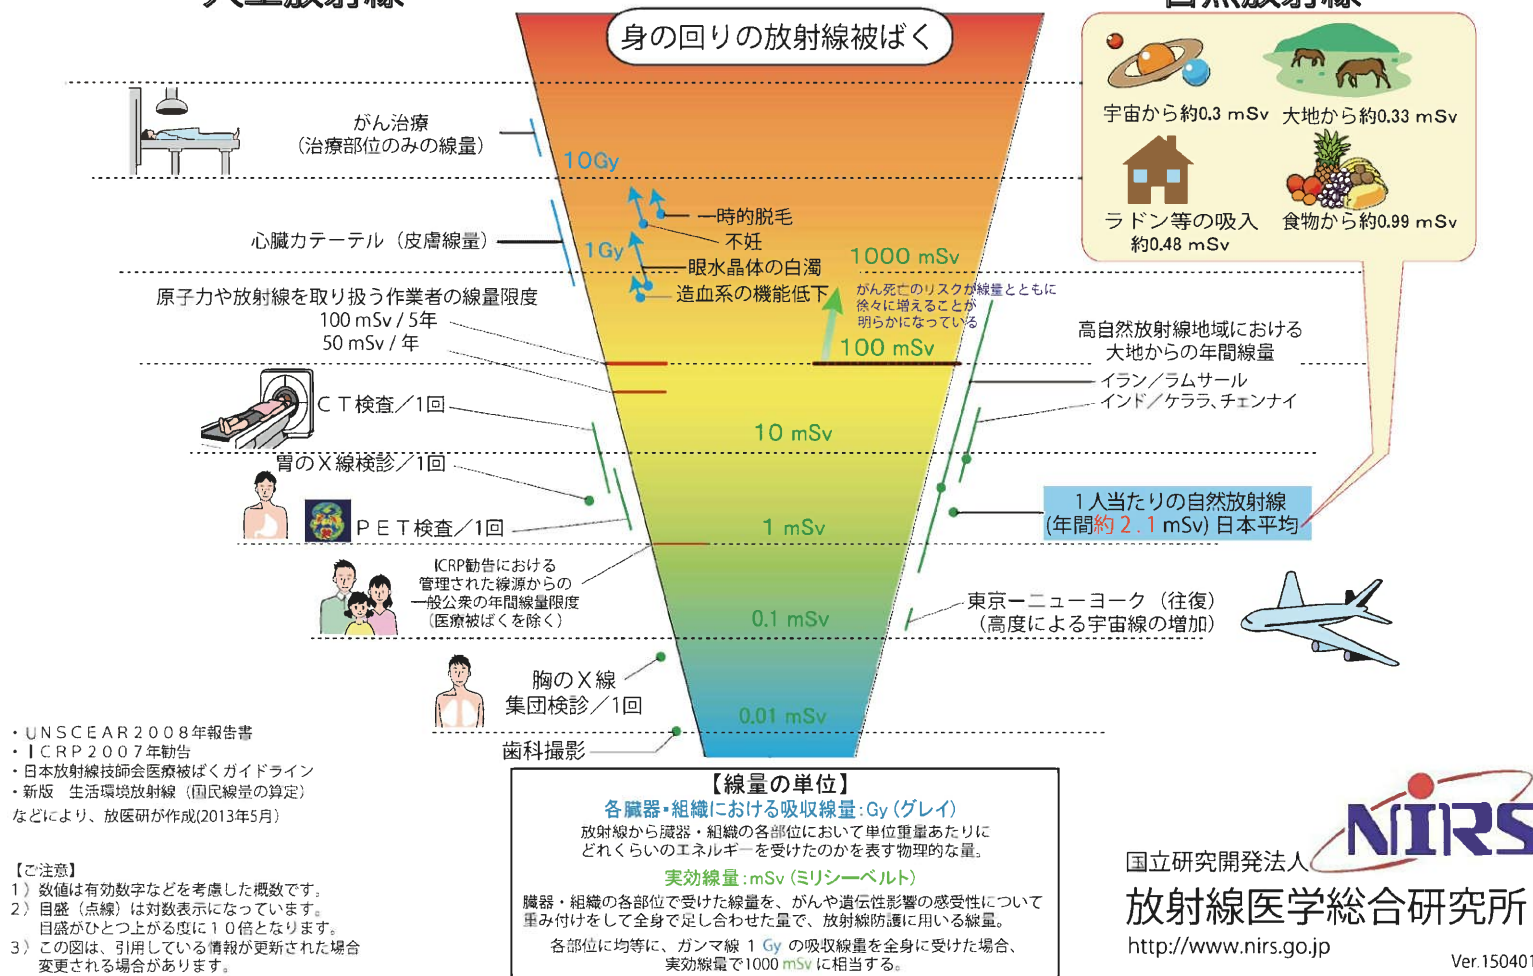 身の回りの放射線被ばく
宇宙から約0.3 mSv
大地から約0.33 mSv
ラドン等の吸入
約0.48 mSv
食物から約0.99 mSv
がん治療
(治療部位のみの線量)
10Gy
一時的脱毛
不妊
心臓カテーテル(皮膚線量)
1Gy
眼水晶体の白濁
造血系の機能低下
1000 mSv
がん死亡のリスクが線量とともに
徐々に増えることが
明らかになっている
100 mSv
原子力や放射線を取り扱う作業者の線量限度
100 mSv / 5年
50 mSv / 年
高自然放射線地域における
大地からの年間線量
イラン/ラムサール
インド/ケララ、チェンナイ
CT検査/1回
10 mSv
胃のX線検診/1回
PET検査/1回
1 mSv
1人当たりの自然放射線
(年間約2.1mSv) 日本平均
ICRP勧告における
管理された線源からの
一般公衆の年間線量限度
(医療被ばくを除く)
0.1 mSv
東京ーニューヨーク(往復)
(高度による宇宙線の増加)
胸のX線
集団検診/1回
0.01 mSv
歯科撮影
・UNSCEAR2008年報告書
・ICRP2007年勧告
・日本放射線技師会医療被ばくガイドライン
・新版 生活環境放射線(国民線量の算定)
などにより、放医研が作成(2013年5月)
【ご注意】
1)数値は有効数字などを考慮した概数です。
2)目盛(点線)は対数表示になっています。
目盛がひとつ上がる度に10倍となります。
3)この図は、引用している情報が更新された場合
変更される場合があります。
【線量の単位】
各臓器・組織における吸収線量:Gy(グレイ)
放射線から臓器・組織の各部位において単位重量あたりに
どれくらいのエネルギーを受けたのかを表す物理的な量。
実効線量:mSv(ミリシーベルト)
臓器・組織の各部位で受けた線量を、がんや遺伝性影響の感受性について
重み付けをして全身で足し合わせた量で、放射線防護に用いる線量。
各部位に均等に、ガンマ線 1 Gy の吸収線量を全身に受けた場合、
実効線量で1000 mSv に相当する。
NIRS
国立研究開発法人
放射線医学総合研究所
http://www.nirs.go.jp
Ver.150401